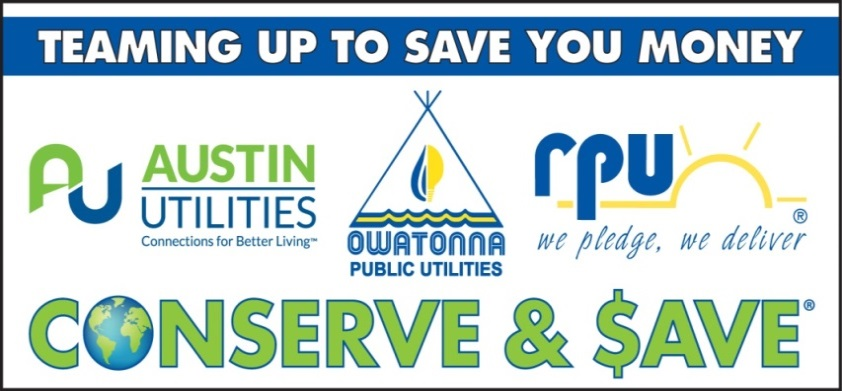 TEAMING UP TO SAVE YOU MONEY
AU AUSTIN
UTILITIES
Connections for Better Living™
OWATONNA
PUBLIC UTILITIES
rpu
®
we pledge, we deliver
CONSERVE & $AVE®